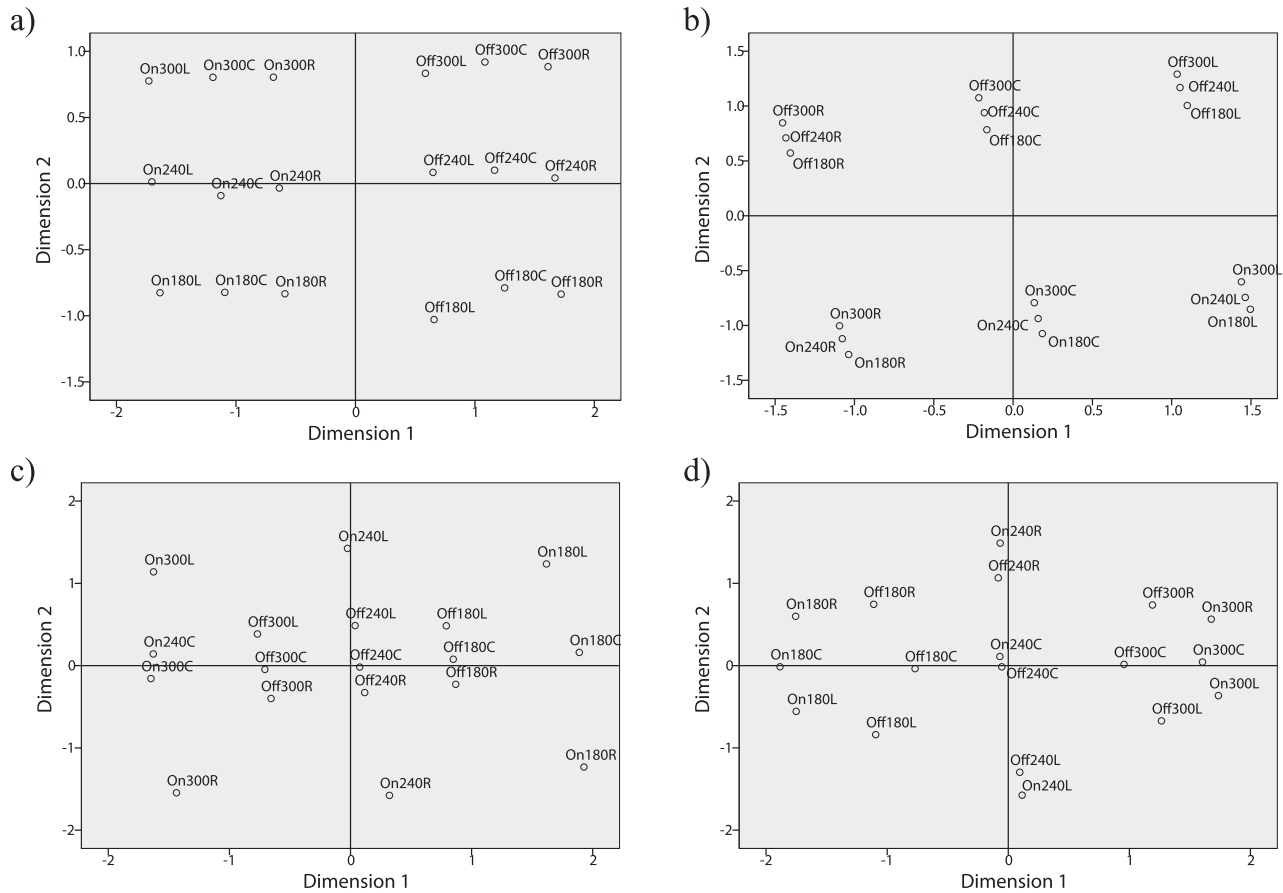 a)
1.0
0.5
0.0
-0.5
-1.0
-1.5
Dimension 2
On300L
On300C
On300R
Off300L
Off300C
Off300R
On240L
On240C
On240R
Off240L
Off240C
Off240R
On180L
On180C
On180R
Off180L
Off180C
Off180R
-2
-1
0
1
2
Dimension 1
b)
1.5
1.0
0.5
0.0
-0.5
-1.0
-1.5
Dimension 2
Off300R
Off240R
Off180R
Off300C
Off240C
Off180C
Off300L
Off240L
Off180L
On300R
On240R
On180R
On300C
On240C
On180C
On300L
On240L
On180L
-1.5
-1.0
-0.5
0.0
0.5
1.0
1.5
Dimension 1
c)
2
1
0
-1
-2
Dimension 2
On300L
On240L
On180L
Off300L
Off240L
Off180L
On240C
On300C
Off300C
Off240C
Off180C
On180C
Off300R
Off240R
Off180R
On300R
On240R
On180R
-2
-1
0
1
2
Dimension 1
d)
2
1
0
-1
-2
Dimension 2
On240R
Off240R
On180R
Off180R
Off300R
On300R
On180C
Off180C
On240C
Off240C
Off300C
On300C
On180L
Off180L
On300L
Off300L
Off240L
On240L
-2
-1
0
1
2
Dimension 1